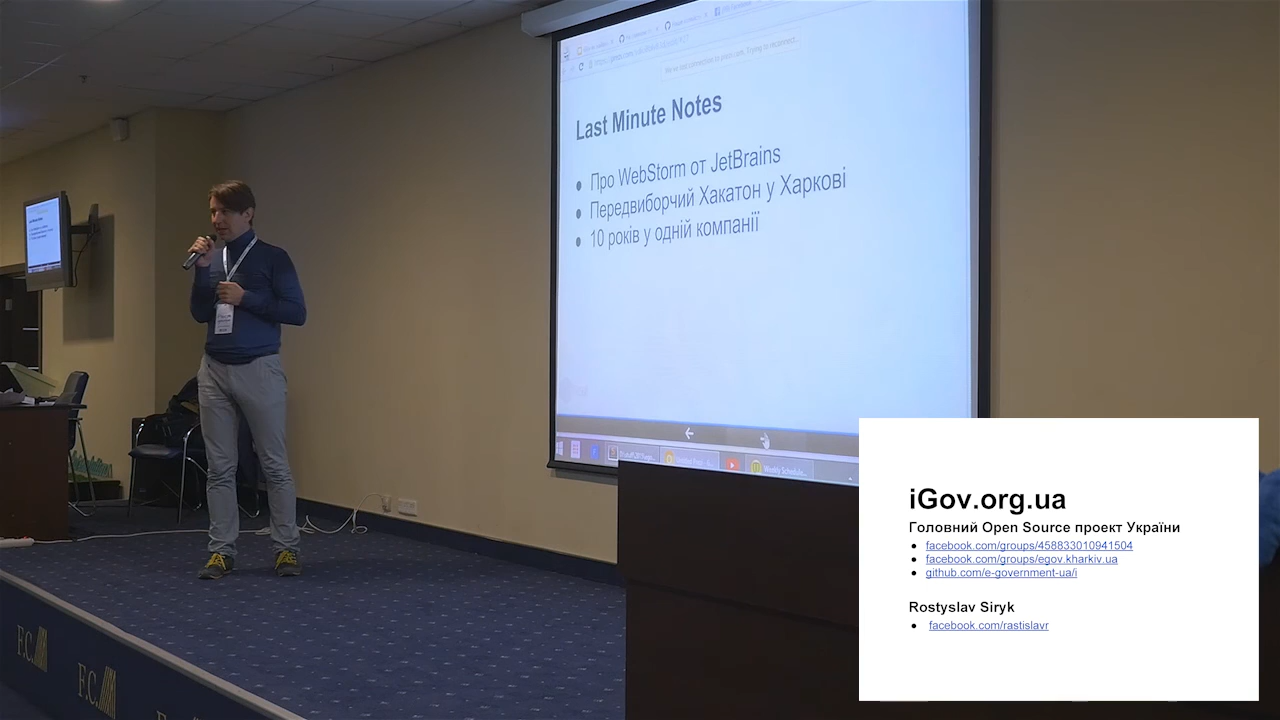 Last Minute Notes
● Про WebStorm от JetBrains
● Передвиборчий Хакатон у Харкові
● 10 років у одній компанії
iGov.org.ua
Головний Open Source проект України
● facebook.com/groups/458833010941504
● facebook.com/groups/egov.kharkiv.ua
● github.com/e-government-ua/i
Rostyslav Siryk
● facebook.com/rastislavr
F.C.
F.C.